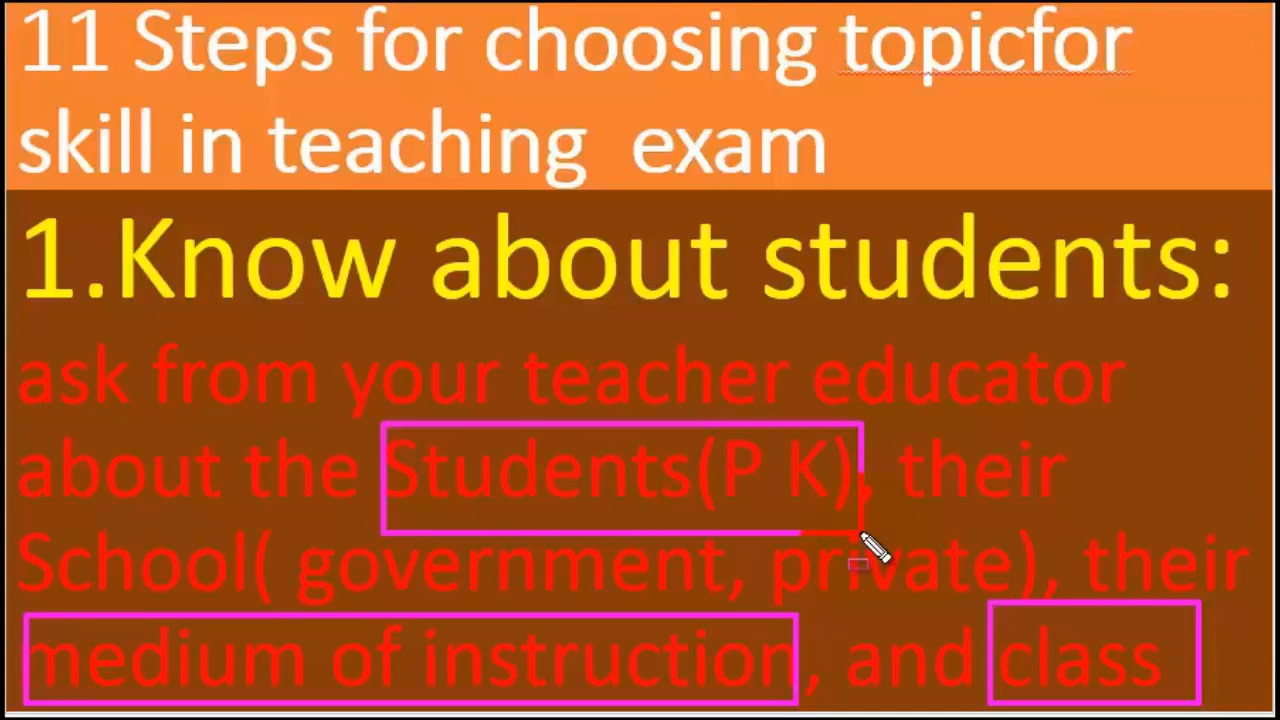 11 Steps for choosing topicfor
skill in teaching  exam
1.Know about students:
ask from your teacher educator
about the Students(P K), their
School( government, private), their
medium of instruction, and class